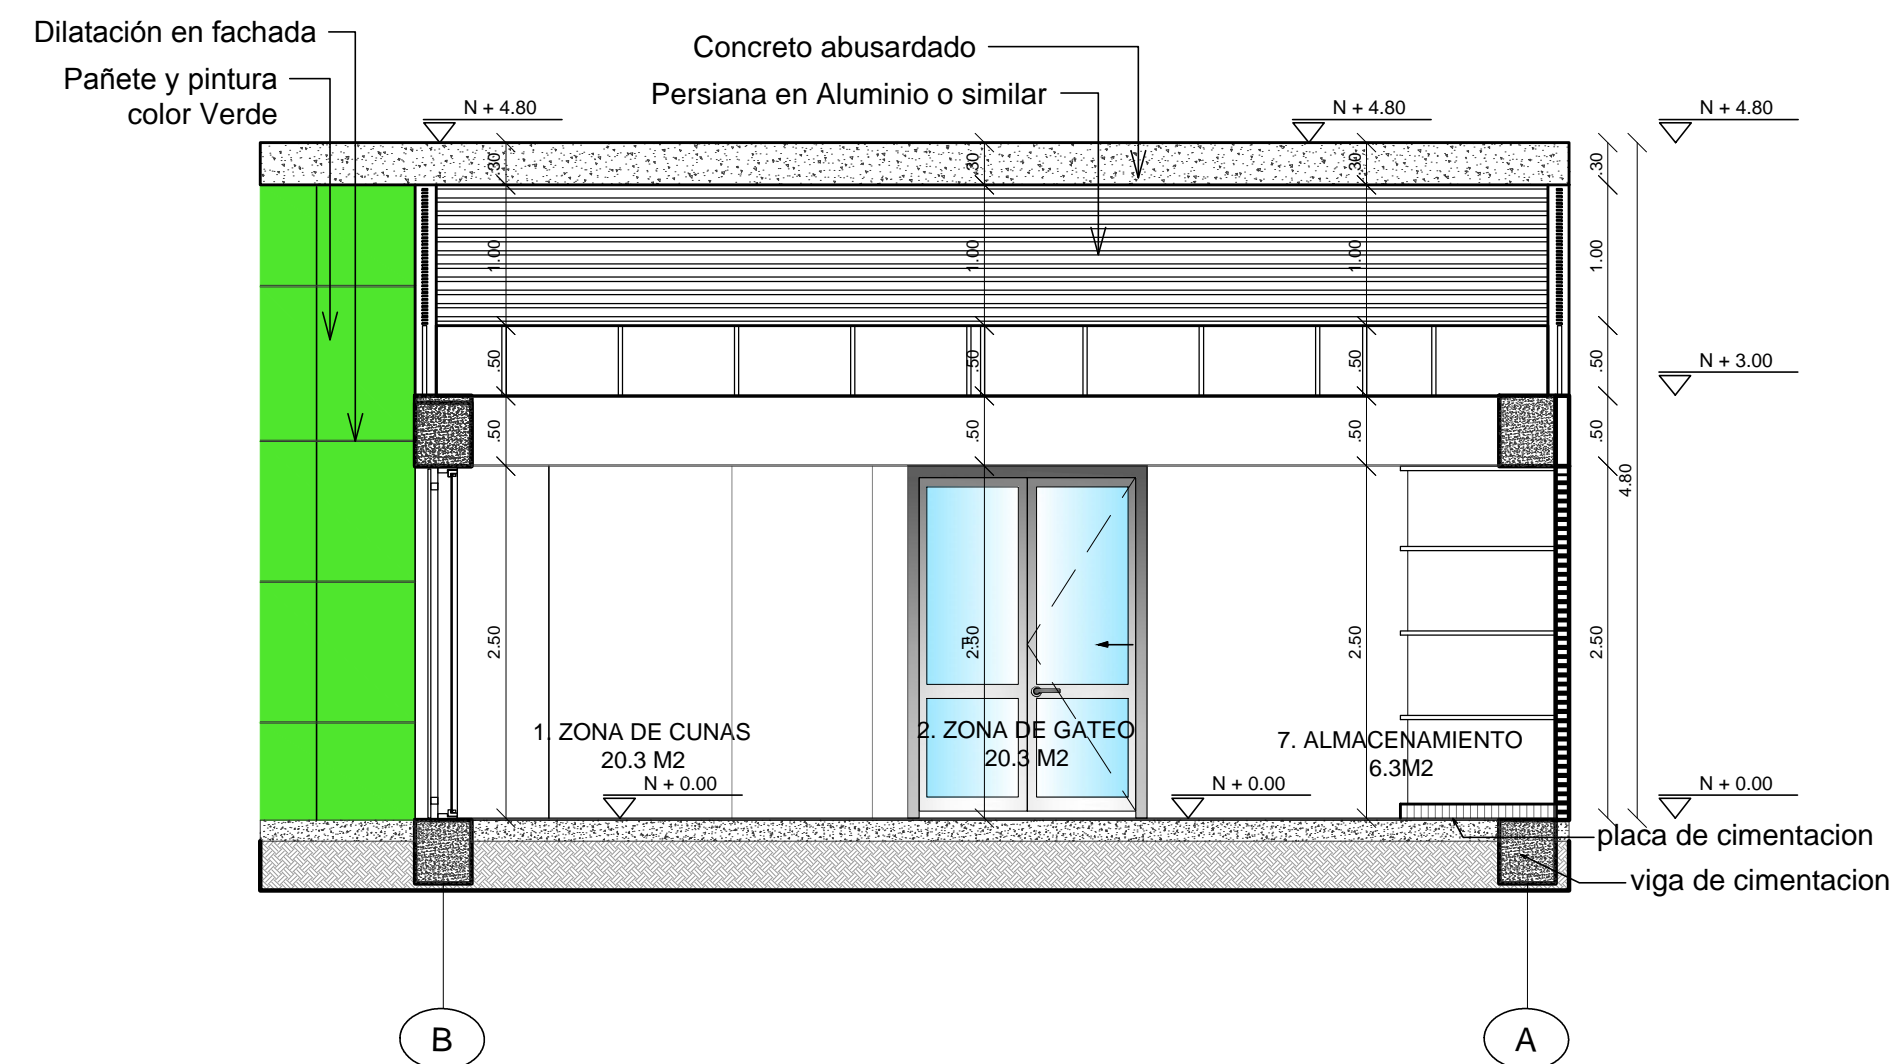 Dilatación en fachada
Pañete y pintura
color Verde
Concreto abusardado
Persiana en Aluminio o similar
N + 4.80
N + 4.80
N + 4.80
.30
.30
.30
.30
1.00
1.00
1.00
1.00
.50
.50
.50
.50
N + 3.00
.50
.50
.50
.50
4.80
2.50
F
2.50
2.50
2.50
1. ZONA DE CUNAS
20.3 M2
2. ZONA DE GATEO
20.3 M2
7. ALMACENAMIENTO
6.3M2
N + 0.00
N + 0.00
N + 0.00
placa de cimentacion
viga de cimentacion
B
A